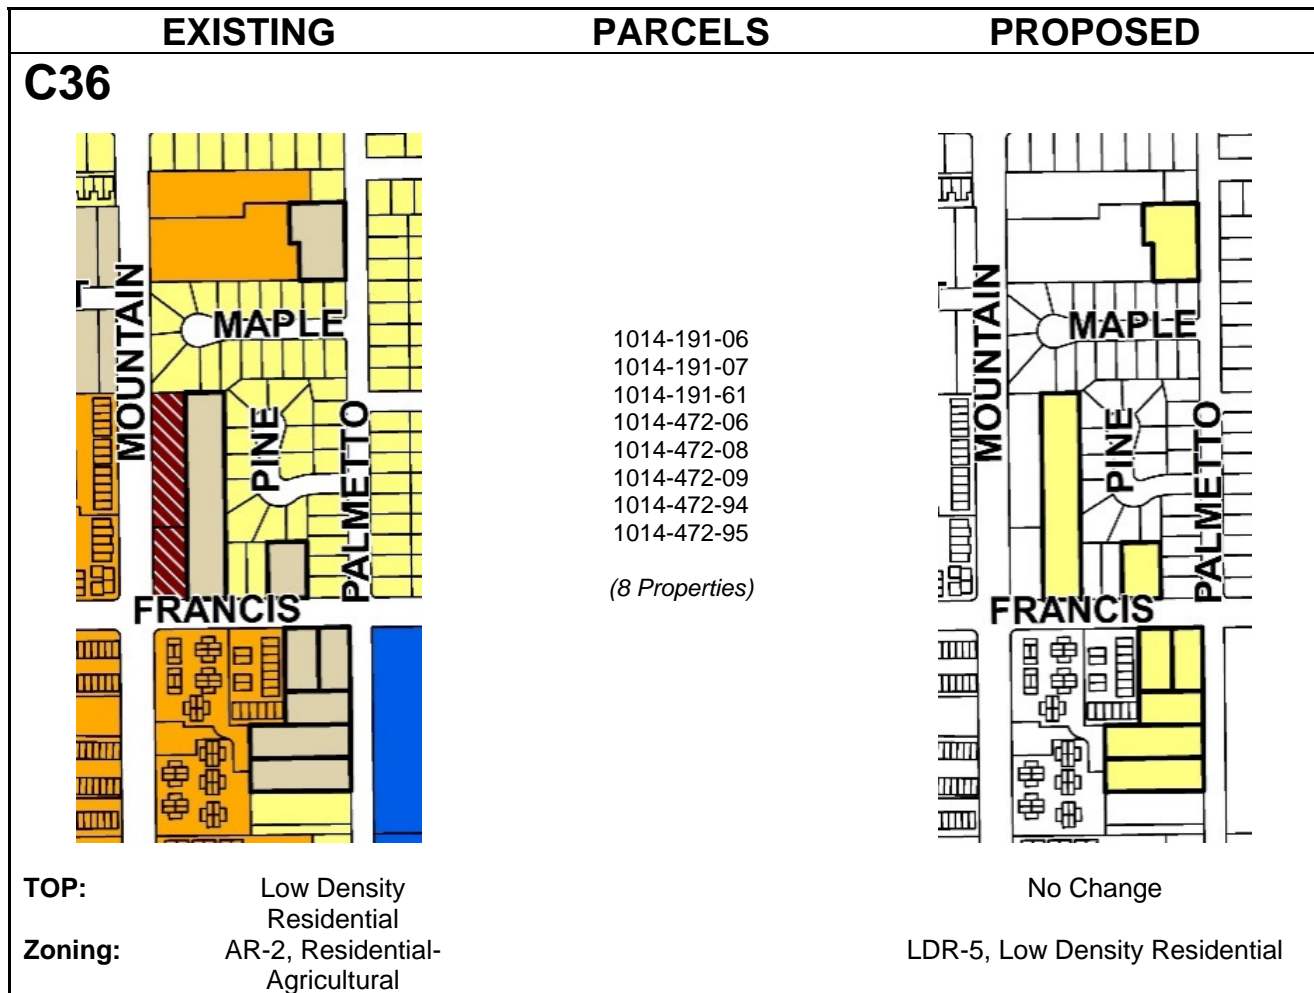 EXISTING PARCELS PROPOSED
C36
MOUNTAIN
MAPLE
PINE
PALMETTO
FRANCIS
1014-191-06
1014-191-07
1014-191-61
1014-472-06
1014-472-08
1014-472-09
1014-472-94
1014-472-95
(8 Properties)
MOUNTAIN
MAPLE
PINE
PALMETTO
FRANCIS
TOP: Low Density No Change
Residential
Zoning: AR-2, Residential- LDR-5, Low Density Residential
Agricultural